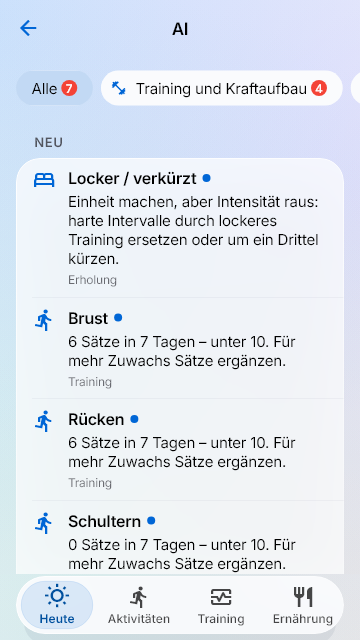 AI
Alle 7
Training und Kraftaufbau 4
NEU
Locker / verkürzt
Einheit machen, aber Intensität raus:
harte Intervalle durch lockeres
Training ersetzen oder um ein Drittel
kürzen.
Erholung
Brust
6 Sätze in 7 Tagen – unter 10. Für
mehr Zuwachs Sätze ergänzen.
Training
Rücken
6 Sätze in 7 Tagen – unter 10. Für
mehr Zuwachs Sätze ergänzen.
Training
Schultern
0 Sätze in 7 Tagen – unter 10. Für
mehr Zuwachs Sätze ergänzen.
Heute
Aktivitäten
Training
Ernährung